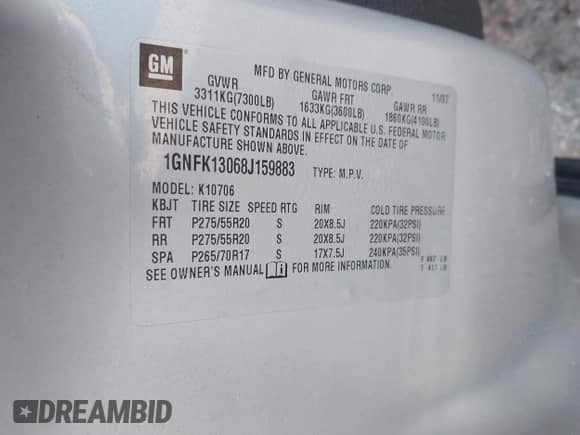 GM
MFD BY GENERAL MOTORS CORP. 11/07
GVWR GAWR FRT GAWR RR
3311KG(7300LB) 1633KG(3600LB) 1860KG(4100LB)
THIS VEHICLE CONFORMS TO ALL APPLICABLE U.S. FEDERAL MOTOR
VEHICLE SAFETY STANDARDS IN EFFECT ON THE DATE OF
MANUFACTURE SHOWN ABOVE.
1GNFK13068J159883 TYPE: M.P.V.
MODEL: K10706
KBJT TIRE SIZE SPEED RTG RIM COLD TIRE PRESSURE
FRT P275/55R20 S 20X8.5J 220KPA(32PSI)
RR P275/55R20 S 20X8.5J 220KPA(32PSI)
SPA P265/70R17 S 17X7.5J 240KPA(35PSI)
SEE OWNER'S MANUAL FOR MORE INFORMATION.
DREAMBID